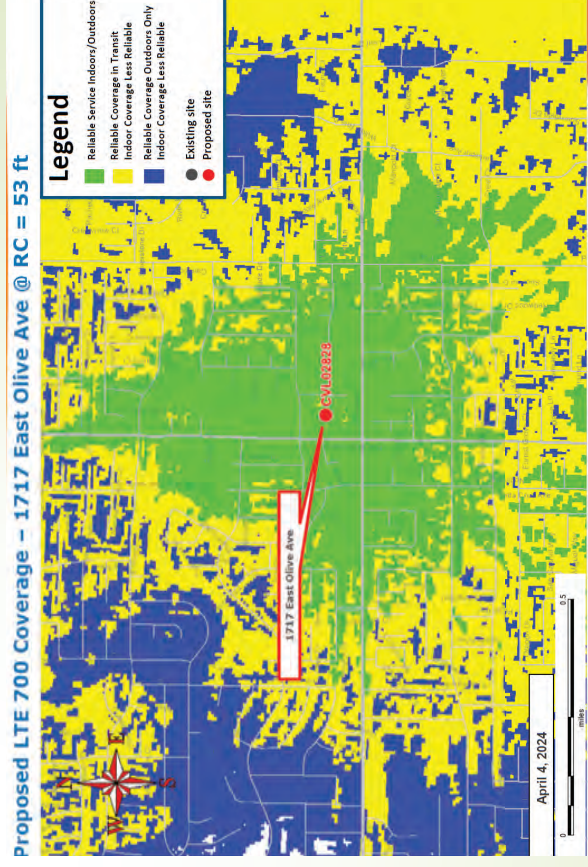 Proposed LTE 700 Coverage – 1717 East Olive Ave @ RC = 53 ft
Legend
Reliable Service Indoors/Outdoors
Reliable Coverage in Transit
Indoor Coverage Less Reliable
Reliable Coverage Outdoors Only
Indoor Coverage Less Reliable
Existing site
Proposed site
N
W
E
S
1717 East Olive Ave
CVL02828
April 4, 2024
0.5
miles